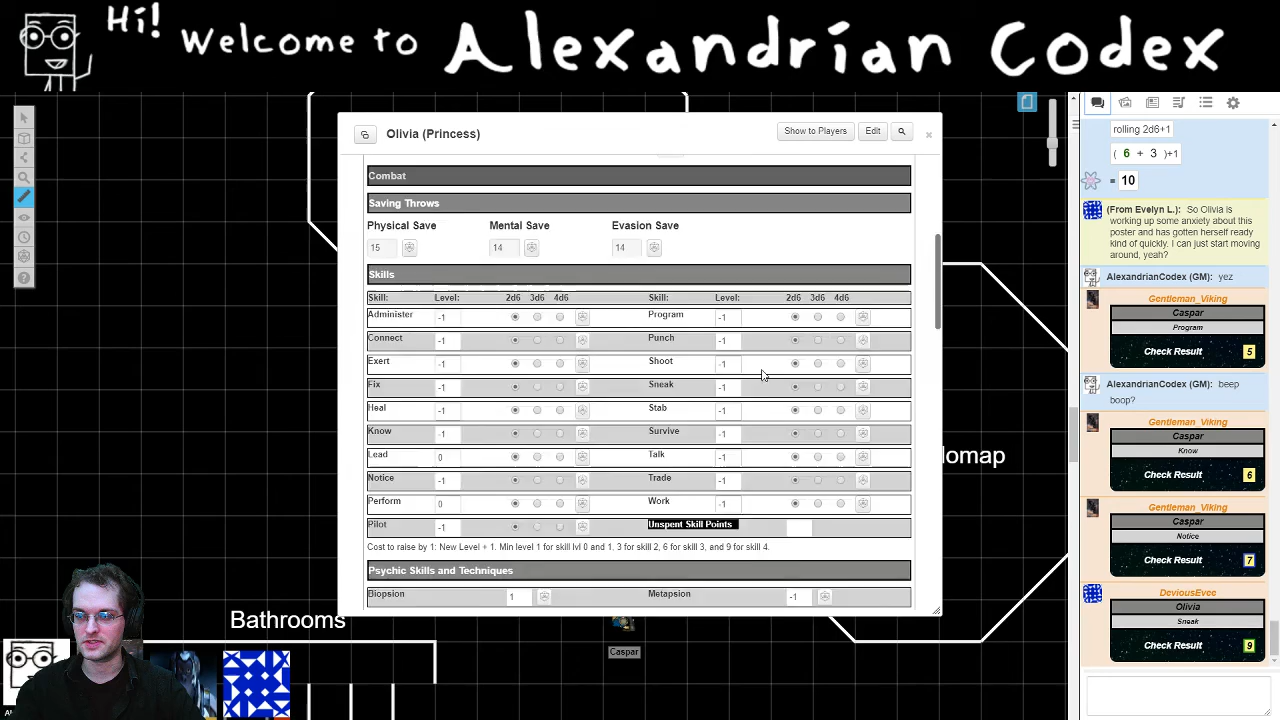 Hi! Welcome to Alexandrian Codex
Olivia (Princess)
Show to Players
Edit
Combat
Saving Throws
Physical Save Mental Save Evasion Save
15 14 14
Skills
Skill: Level: 2d6 3d6 4d6 Skill: Level: 2d6 3d6 4d6
Administer -1 Program -1
Connect -1 Punch -1
Exert -1 Shoot -1
Fix -1 Sneak -1
Heal -1 Stab -1
Know -1 Survive -1
Lead 0 Talk -1
Notice -1 Trade -1
Perform 0 Work -1
Pilot -1 Unspent Skill Points
Cost to raise by 1: New Level + 1. Min level 1 for skill lvl 0 and 1, 3 for skill 2, 6 for skill 3, and 9 for skill 4.
Psychic Skills and Techniques
Biopsion 1 Metapsion -1
lomap
Bathrooms
Caspar
rolling 2d6+1
( 6 + 3 )+1
= 10
(From Evelyn L.): So Olivia is
working up some anxiety about this
poster and has gotten herself ready
kind of quickly. I can just start moving
around, yeah?
AlexandrianCodex (GM): yez
Gentleman_Viking
Caspar
Program
Check Result 5
AlexandrianCodex (GM): beep
boop?
Gentleman_Viking
Caspar
Know
Check Result 6
Gentleman_Viking
Caspar
Notice
Check Result 7
DeviousEvee
Olivia
Sneak
Check Result 9